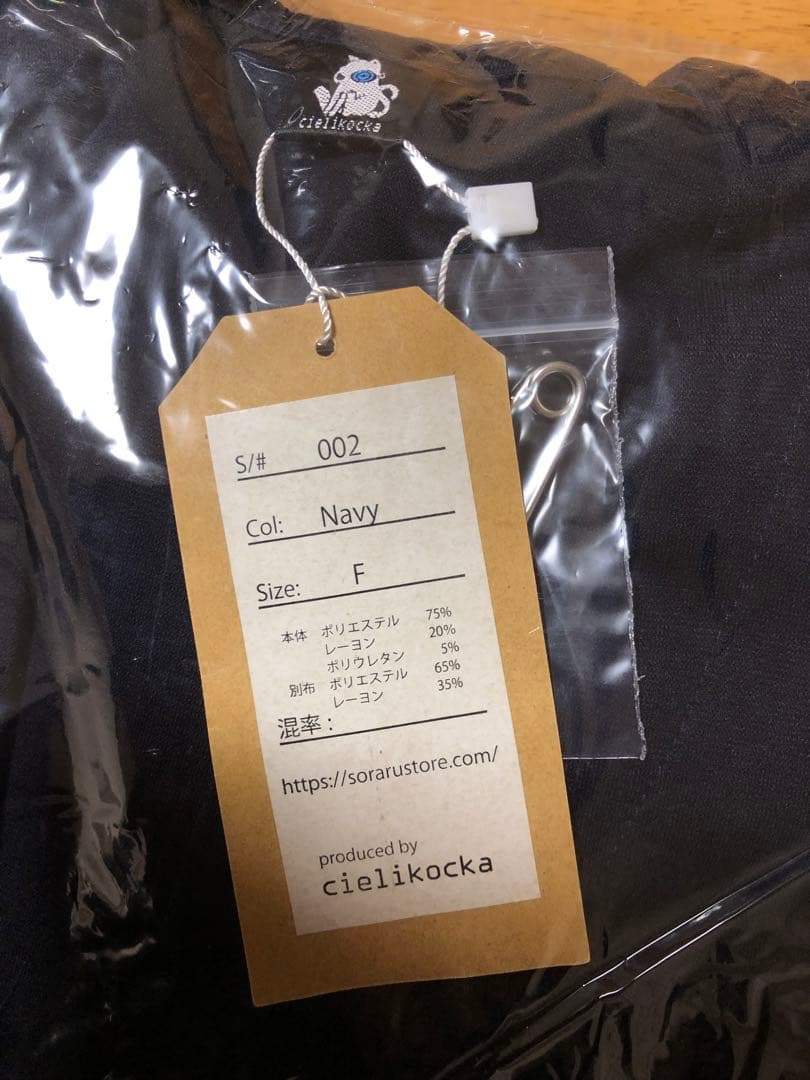 cielikocka
S/# 002
Col: Navy
Size: F
本体 ポリエステル 75%
レーヨン 20%
ポリウレタン 5%
別布 ポリエステル 65%
レーヨン 35%
混率:
https://sorarustore.com/
produced by
cielikocka